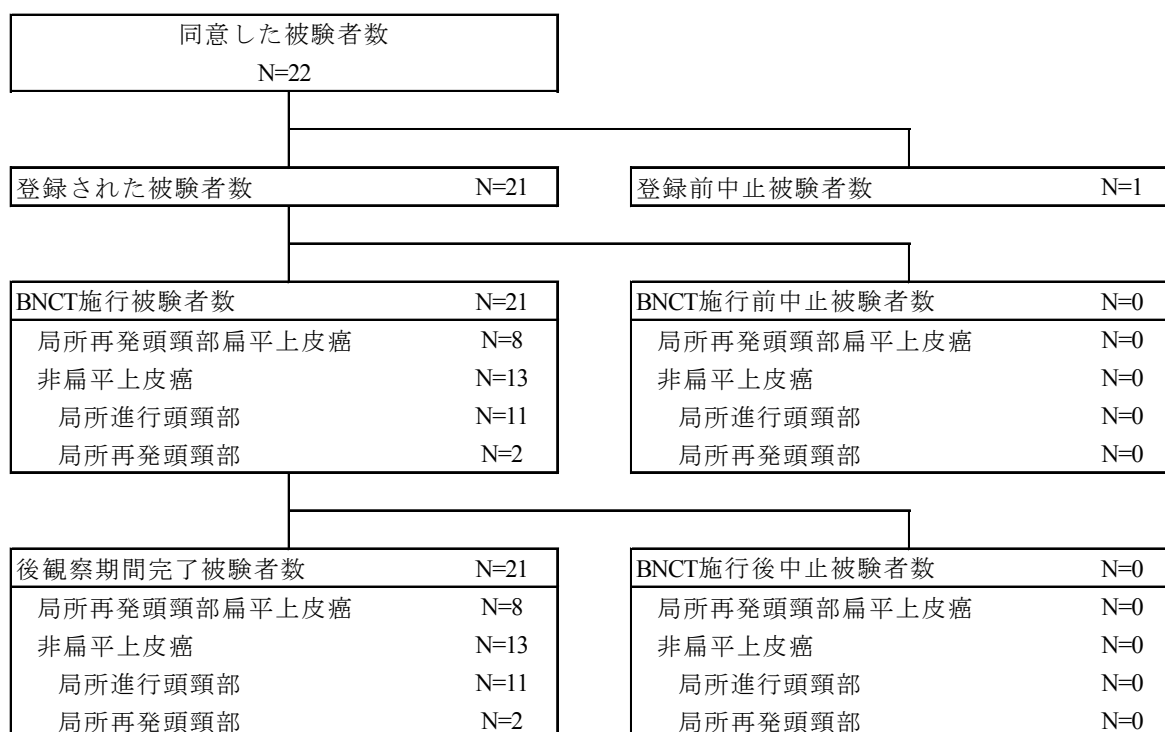 同意した被験者数
N=22
登録された被験者数 N=21
登録前中止被験者数 N=1
BNCT施行被験者数 N=21
局所再発頭頸部扁平上皮癌 N=8
非扁平上皮癌 N=13
局所進行頭頸部 N=11
局所再発頭頸部 N=2
BNCT施行前中止被験者数 N=0
局所再発頭頸部扁平上皮癌 N=0
非扁平上皮癌 N=0
局所進行頭頸部 N=0
局所再発頭頸部 N=0
後観察期間完了被験者数 N=21
局所再発頭頸部扁平上皮癌 N=8
非扁平上皮癌 N=13
局所進行頭頸部 N=11
局所再発頭頸部 N=2
BNCT施行後中止被験者数 N=0
局所再発頭頸部扁平上皮癌 N=0
非扁平上皮癌 N=0
局所進行頭頸部 N=0
局所再発頭頸部 N=0